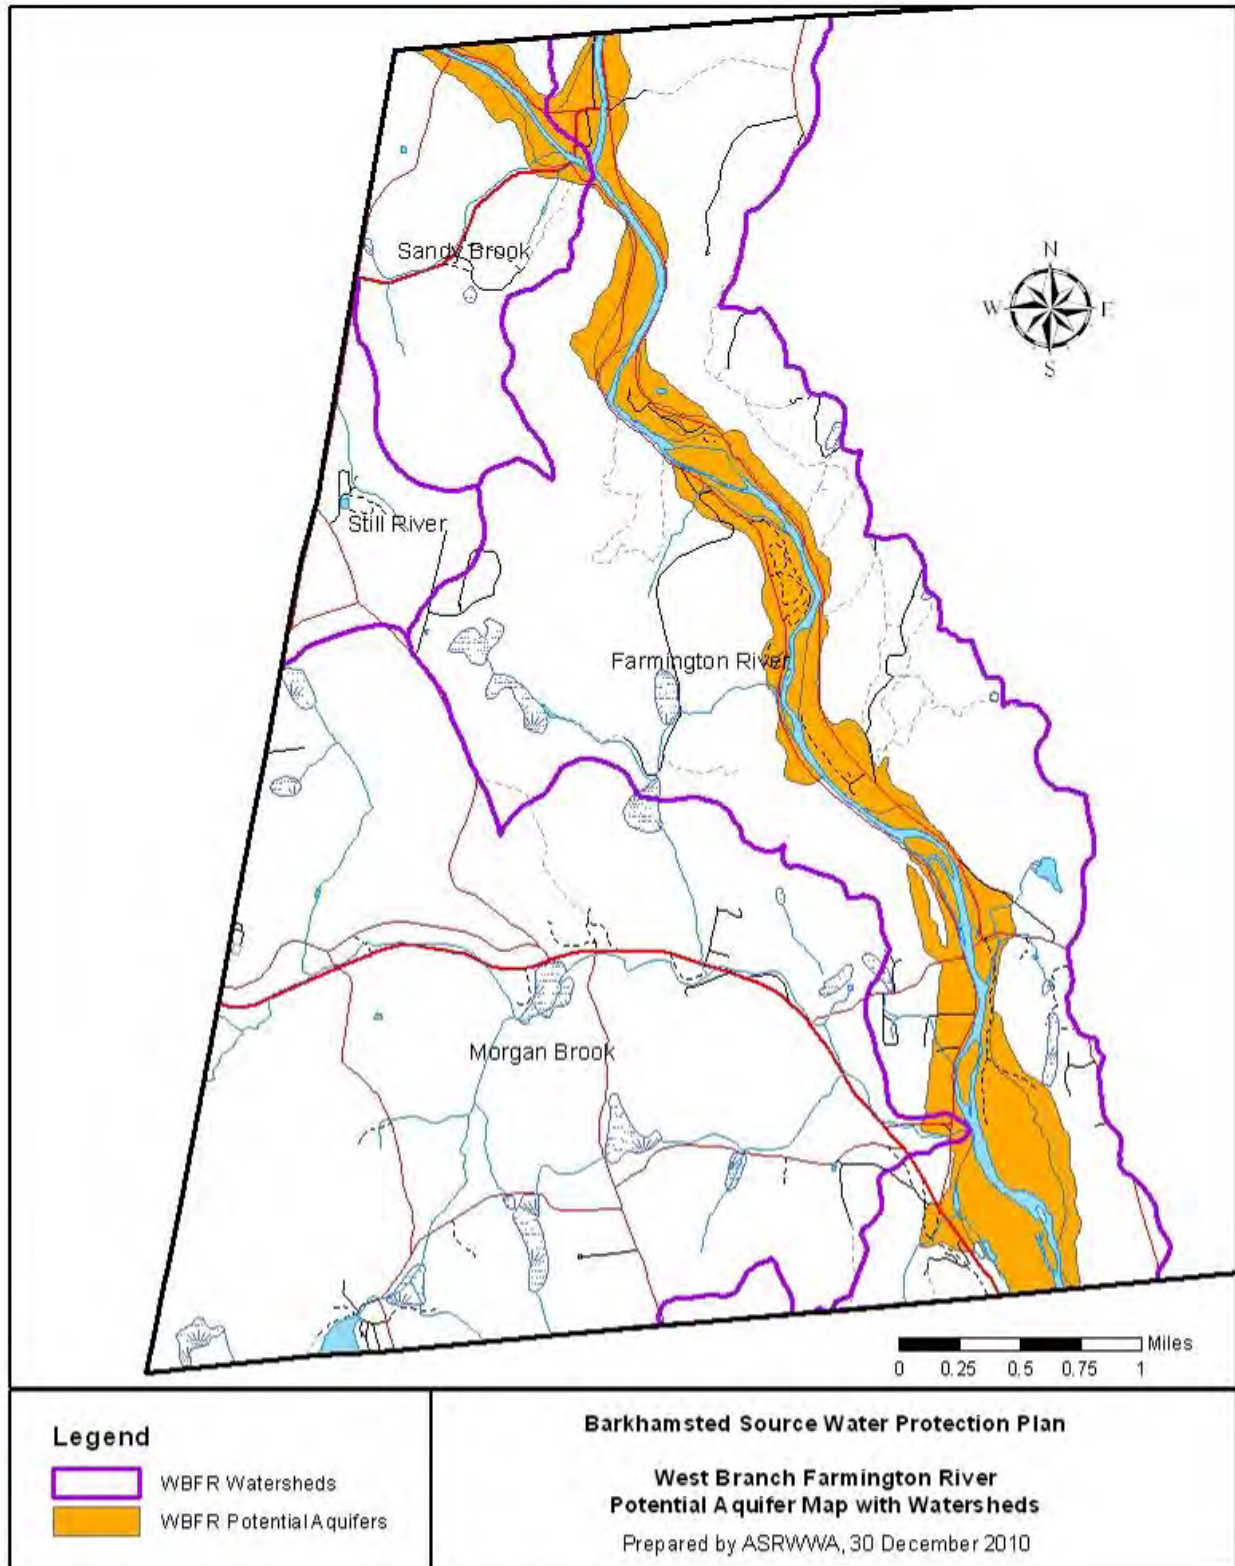 Sandy Brook
N
W
E
S
Still River
Farmington River
Morgan Brook
Miles
0 0.25 0.5 0.75 1
Legend
WBFR Watersheds
WBFR Potential Aquifers
Barkhamsted Source Water Protection Plan
West Branch Farmington River
Potential Aquifer Map with Watersheds
Prepared by ASRWWA, 30 December 2010